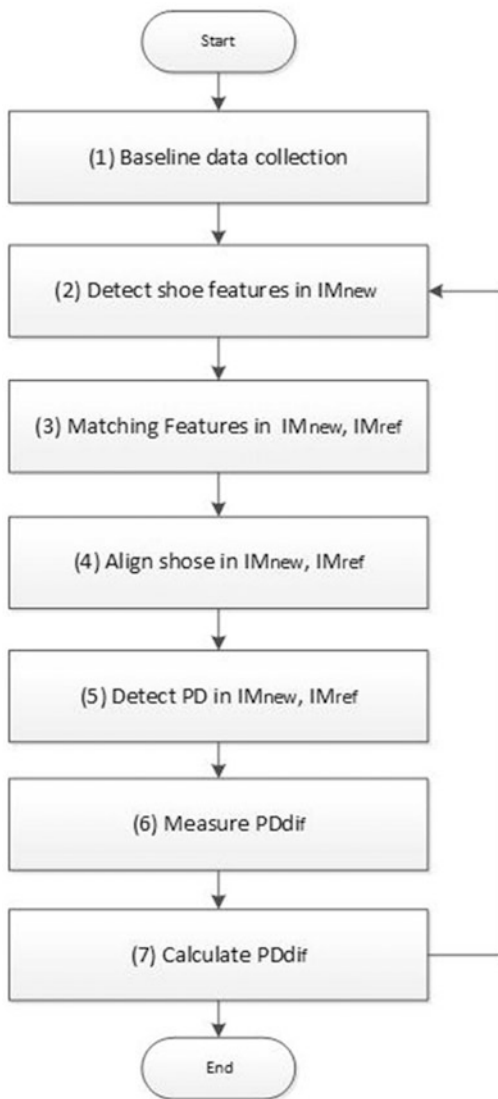 Start
(1) Baseline data collection
(2) Detect shoe features in IMnew
(3) Matching Features in IMnew, IMref
(4) Align shose in IMnew, IMref
(5) Detect PD in IMnew, IMref
(6) Measure PDdif
(7) Calculate PDdif
End